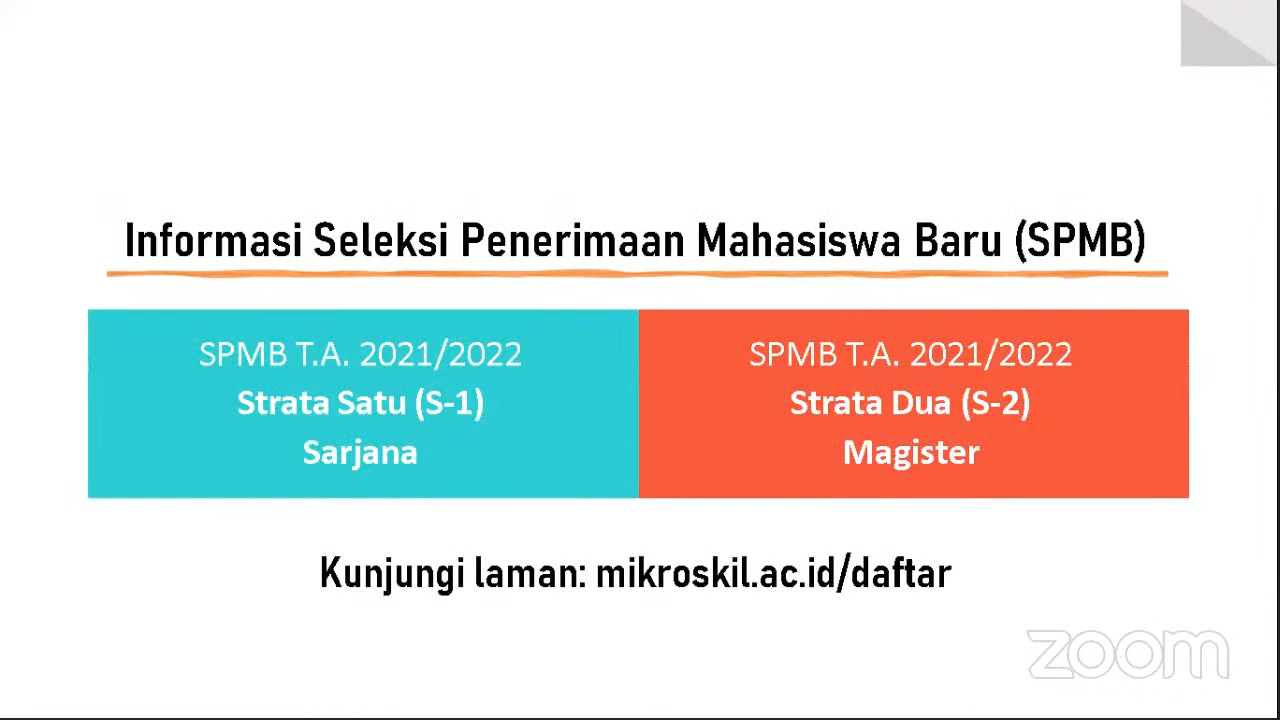 Informasi Seleksi Penerimaan Mahasiswa Baru (SPMB)
SPMB T.A. 2021/2022
Strata Satu (S-1)
Sarjana
SPMB T.A. 2021/2022
Strata Dua (S-2)
Magister
Kunjungi laman: mikroskil.ac.id/daftar
zoom